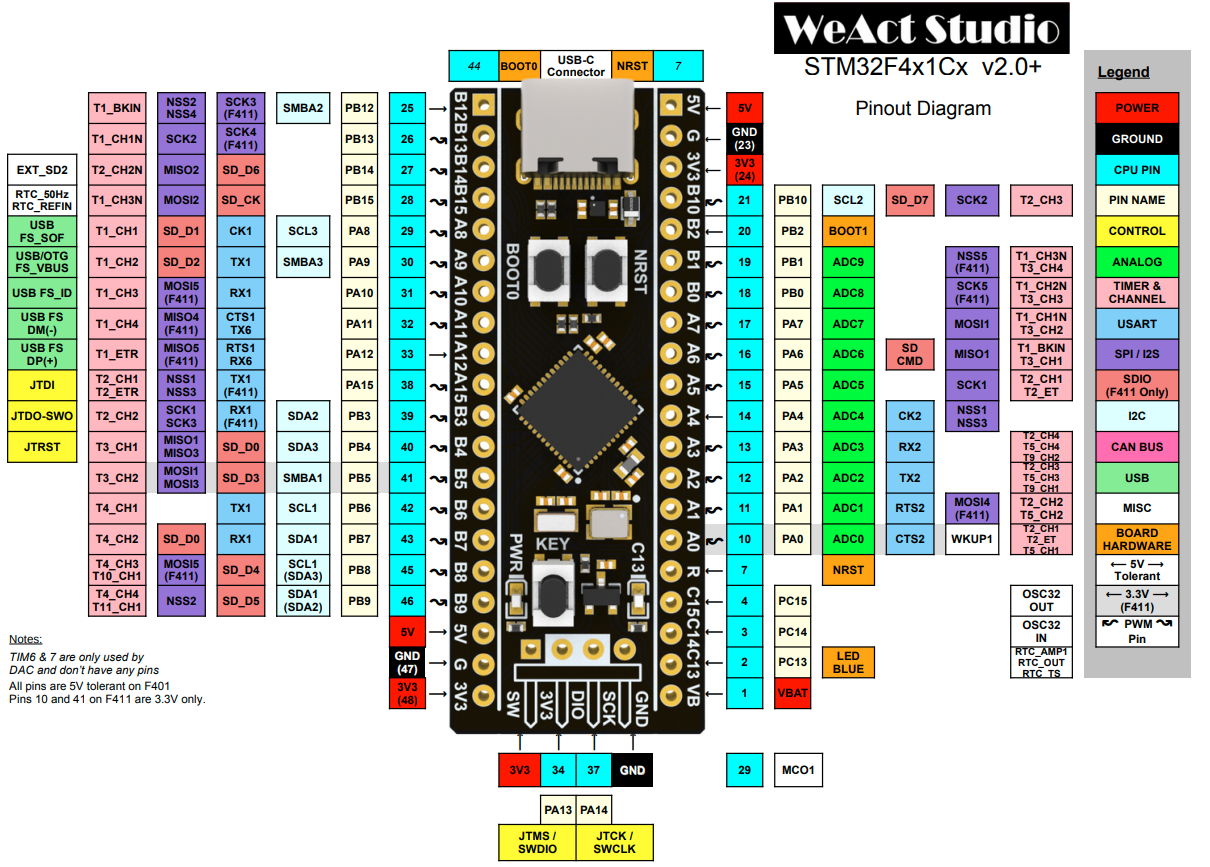 WeAct Studio
STM32F4x1Cx v2.0+
Pinout Diagram
44 BOOT0 USB-C Connector NRST 7
T1_BKIN NSS2 NSS4 SCK3 (F411) SMBA2 PB12 25 B12
T1_CH1N SCK2 SCK4 (F411) PB13 26 B13
EXT_SD2 T2_CH2N MISO2 SD_D6 PB14 27 B14
RTC_50Hz RTC_REFIN T1_CH3N MOSI2 SD_CK PB15 28 B15
USB FS_SOF T1_CH1 SD_D1 CK1 SCL3 PA8 29 A8
USB/OTG FS_VBUS T1_CH2 SD_D2 TX1 SMBA3 PA9 30 A9
USB FS_ID T1_CH3 MOSI5 (F411) RX1 PA10 31 A10
USB FS DM(-) T1_CH4 MISO4 (F411) CTS1 TX6 PA11 32 A11
USB FS DP(+) T1_ETR MISO5 (F411) RTS1 RX6 PA12 33 A12
JTDI T2_CH1 T2_ETR NSS1 NSS3 TX1 (F411) PA15 38 A15
JTDO-SWO T2_CH2 SCK1 SCK3 RX1 (F411) SDA2 PB3 39 B3
JTRST T3_CH1 MISO1 MISO3 SD_D0 SDA3 PB4 40 B4
T3_CH2 MOSI1 MOSI3 SD_D3 SMBA1 PB5 41 B5
T4_CH1 TX1 SCL1 PB6 42 B6
T4_CH2 SD_D0 RX1 SDA1 PB7 43 B7
T4_CH3 T10_CH1 MOSI5 (F411) SD_D4 SCL1 (SDA3) PB8 45 B8
T4_CH4 T11_CH1 NSS2 SD_D5 SDA1 (SDA2) PB9 46 B9
5V 5V
GND (47) G
3V3 (48) 3V3
BOOT0 NRST
PWR KEY C13
SW 3V3 DIO SCK GND
5V 5V
G GND (23)
3V3 3V3 (24)
B10 21 PB10 SCL2 SD_D7 SCK2 T2_CH3
B2 20 PB2 BOOT1
B1 19 PB1 ADC9 NSS5 (F411) T1_CH3N T3_CH4
B0 18 PB0 ADC8 SCK5 (F411) T1_CH2N T3_CH3
A7 17 PA7 ADC7 MOSI1 T1_CH1N T3_CH2
A6 16 PA6 ADC6 SD CMD MISO1 T1_BKIN T3_CH1
A5 15 PA5 ADC5 SCK1 T2_CH1 T2_ET
A4 14 PA4 ADC4 CK2 NSS1 NSS3
A3 13 PA3 ADC3 RX2 T2_CH4 T5_CH4 T9_CH2
A2 12 PA2 ADC2 TX2 T2_CH3 T5_CH3 T9_CH1
A1 11 PA1 ADC1 RTS2 MOSI4 (F411) T2_CH2 T5_CH2
A0 10 PA0 ADC0 CTS2 WKUP1 T2_CH1 T2_ET T5_CH1
R 7 NRST
C15 4 PC15 OSC32 OUT
C14 3 PC14 OSC32 IN
C13 2 PC13 LED BLUE RTC_AMP1 RTC_OUT RTC_TS
VB 1 VBAT
3V3 34 37 GND
PA13 PA14
JTMS / SWDIO JTCK / SWCLK
29 MCO1
Legend
POWER
GROUND
CPU PIN
PIN NAME
CONTROL
ANALOG
TIMER &
CHANNEL
USART
SPI / I2S
SDIO
(F411 Only)
I2C
CAN BUS
USB
MISC
BOARD
HARDWARE
⟵ 5V ⟶
Tolerant
⟵ 3.3V ⟶
(F411)
PWM
Pin
Notes:
TIM6 & 7 are only used by
DAC and don't have any pins
All pins are 5V tolerant on F401
Pins 10 and 41 on F411 are 3.3V only.